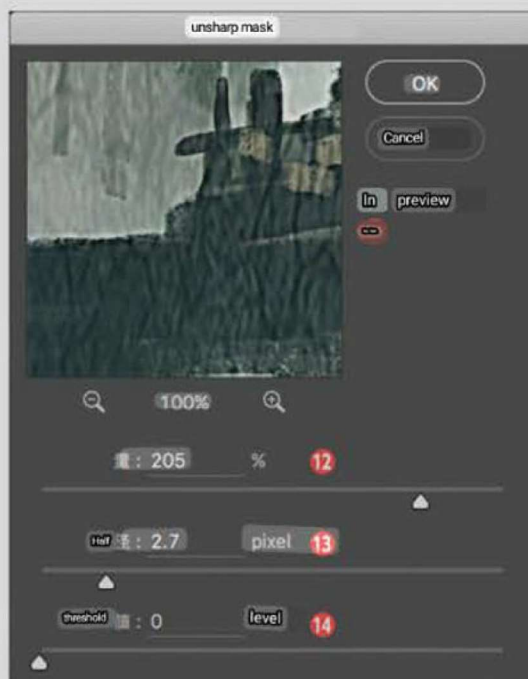 unsharp mask
OK
Cancel
In preview
100%
量: 205 % 12
Half 径: 2.7 pixel 13
threshold 值: 0 level 14